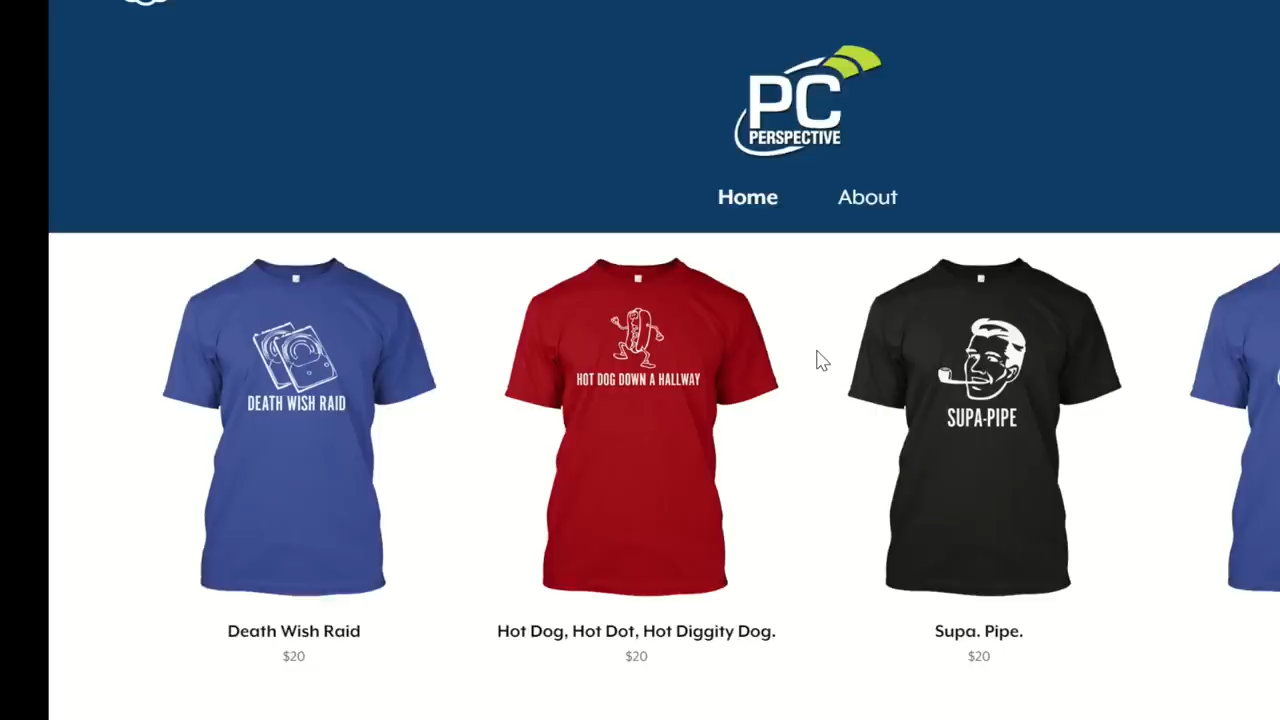 PC
PERSPECTIVE
Home About
DEATH WISH RAID
HOT DOG DOWN A HALLWAY
SUPA-PIPE
Death Wish Raid
$20
Hot Dog, Hot Dot, Hot Diggity Dog.
$20
Supa. Pipe.
$20